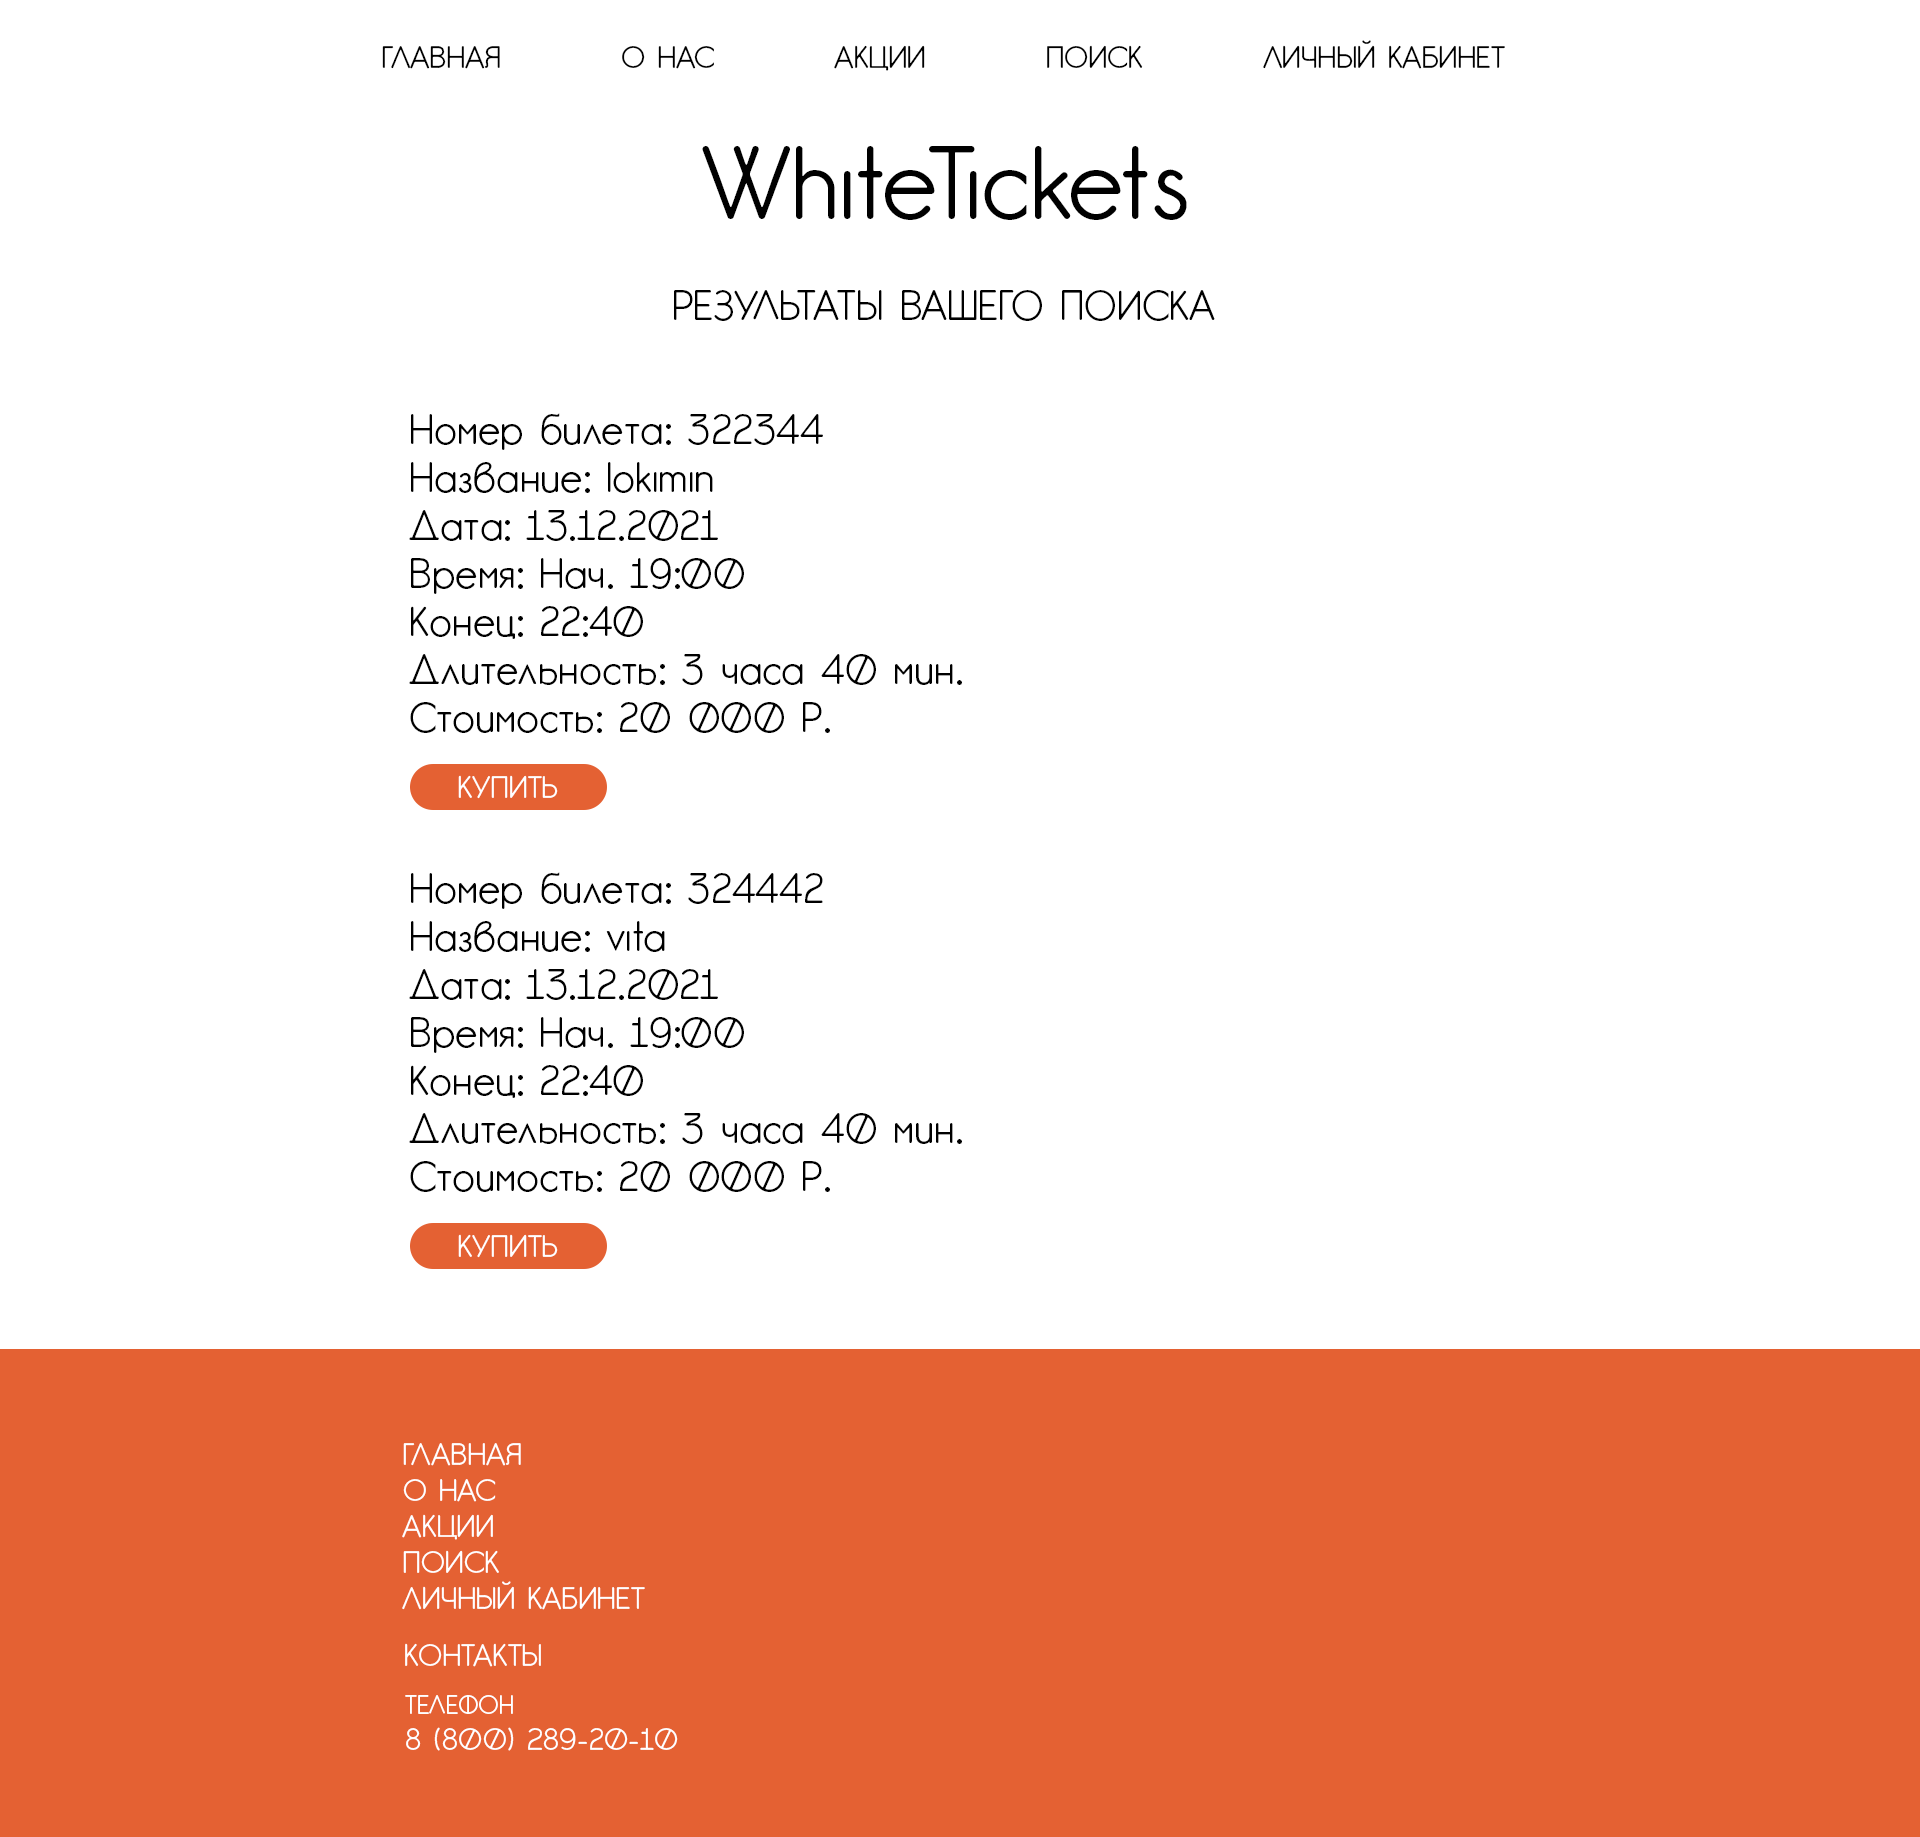 ГЛАВНАЯ О НАС АКЦИИ ПОИСК ЛИЧНЫЙ КАБИНЕТ
WhiteTickets
РЕЗУЛЬТАТЫ ВАШЕГО ПОИСКА
Номер билета: 322344
Название: lokimin
Дата: 13.12.2021
Время: Нач. 19:00
Конец: 22:40
Длительность: 3 часа 40 мин.
Стоимость: 20 000 Р.
КУПИТЬ
Номер билета: 324442
Название: vita
Дата: 13.12.2021
Время: Нач. 19:00
Конец: 22:40
Длительность: 3 часа 40 мин.
Стоимость: 20 000 Р.
КУПИТЬ
ГЛАВНАЯ
О НАС
АКЦИИ
ПОИСК
ЛИЧНЫЙ КАБИНЕТ
КОНТАКТЫ
ТЕЛЕФОН
8 (800) 289-20-10